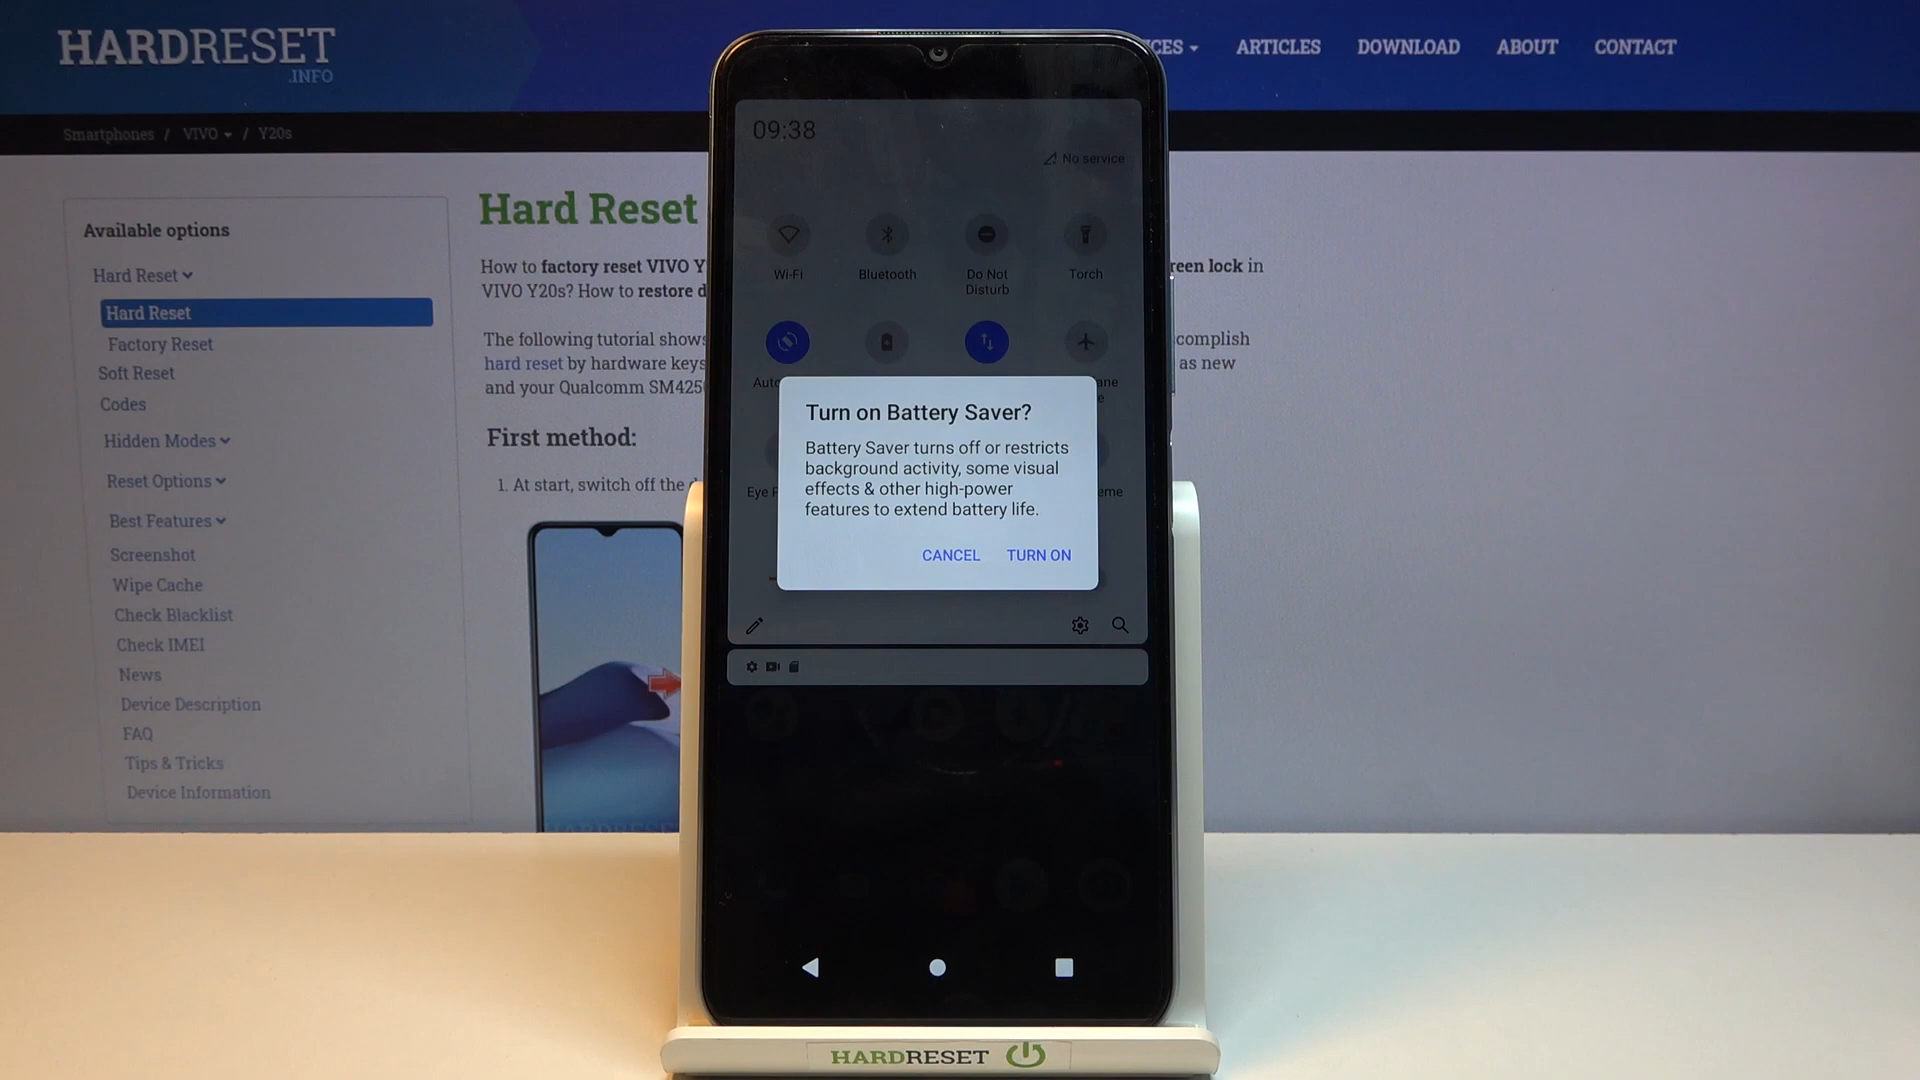 HARDRESET
.INFO
CES ARTICLES DOWNLOAD ABOUT CONTACT
Smartphones / VIVO / Y20s
Available options
Hard Reset
Hard Reset
Factory Reset
Soft Reset
Codes
Hidden Modes
Reset Options
Best Features
Screenshot
Wipe Cache
Check Blacklist
Check IMEI
News
Device Description
FAQ
Tips & Tricks
Device Information
Hard Reset
How to factory reset VIVO Y
reen lock in
VIVO Y20s? How to restore d
The following tutorial shows
complish
hard reset by hardware keys
as new
and your Qualcomm SM425
First method:
1. At start, switch off the
09:38
No service
Wi-Fi
Bluetooth
Do Not
Disturb
Torch
Auto
ane
e
Eye P
eme
Turn on Battery Saver?
Battery Saver turns off or restricts
background activity, some visual
effects & other high-power
features to extend battery life.
CANCEL TURN ON
HARDRESET